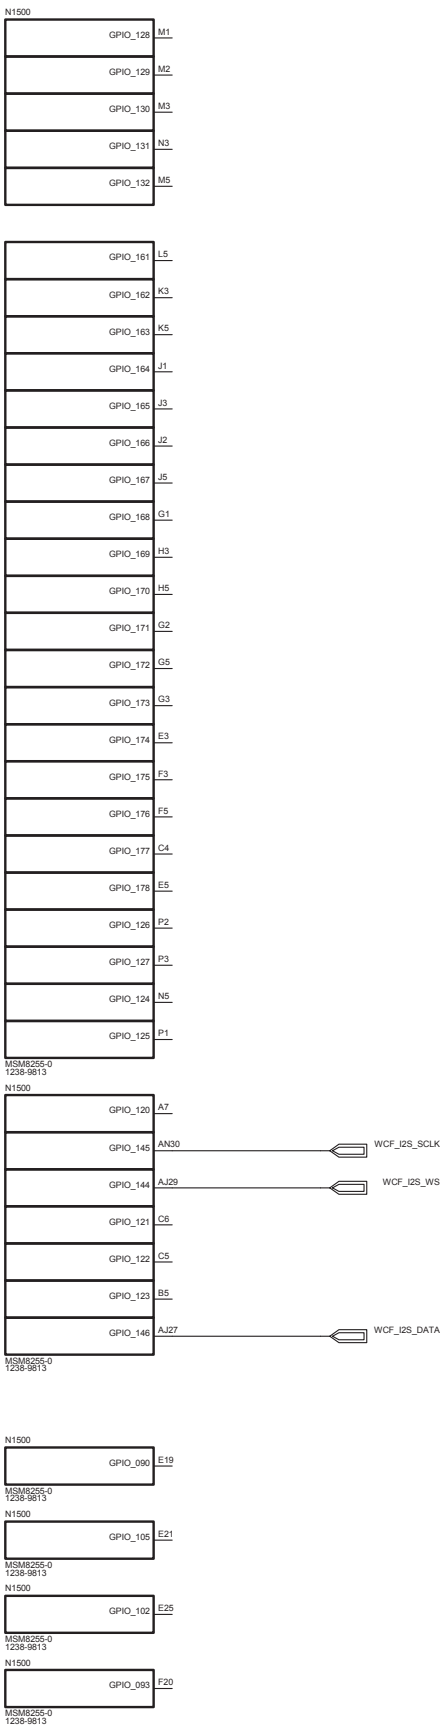 N1500
GPIO_128 M1
GPIO_129 M2
GPIO_130 M3
GPIO_131 N3
GPIO_132 M5
GPIO_161 L5
GPIO_162 K3
GPIO_163 K5
GPIO_164 J1
GPIO_165 J3
GPIO_166 J2
GPIO_167 J5
GPIO_168 G1
GPIO_169 H3
GPIO_170 H5
GPIO_171 G2
GPIO_172 G5
GPIO_173 G3
GPIO_174 E3
GPIO_175 F3
GPIO_176 F5
GPIO_177 C4
GPIO_178 E5
GPIO_126 P2
GPIO_127 P3
GPIO_124 N5
GPIO_125 P1
MSM8255-0
1238-9813
N1500
GPIO_120 A7
GPIO_145 AN30 WCF_I2S_SCLK
GPIO_144 AJ29 WCF_I2S_WS
GPIO_121 C6
GPIO_122 C5
GPIO_123 B5
GPIO_146 AJ27 WCF_I2S_DATA
MSM8255-0
1238-9813
N1500
GPIO_090 E19
MSM8255-0
1238-9813
N1500
GPIO_105 E21
MSM8255-0
1238-9813
N1500
GPIO_102 E25
MSM8255-0
1238-9813
N1500
GPIO_093 F20
MSM8255-0
1238-9813